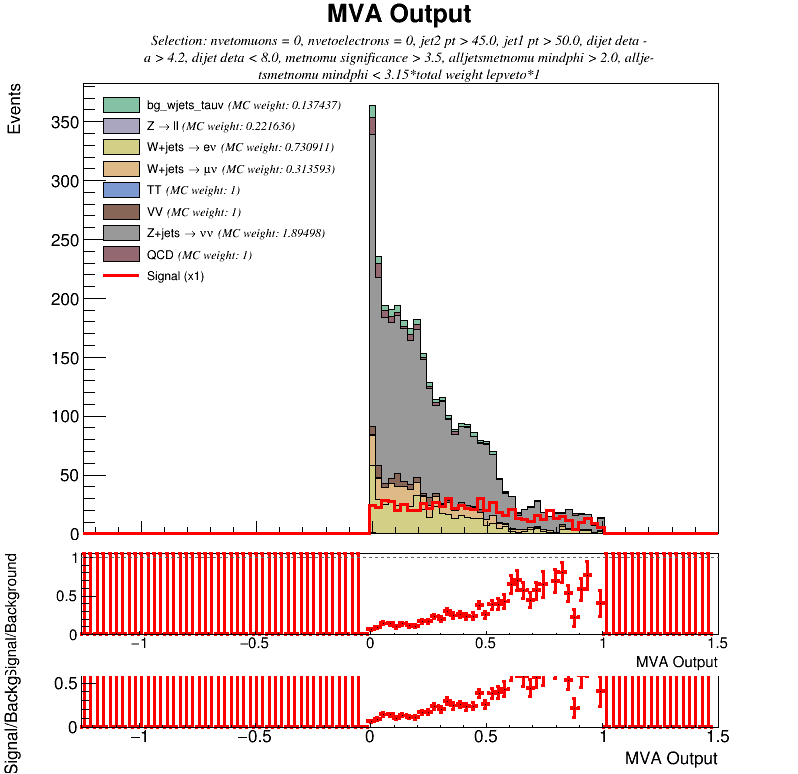 MVA Output
Selection: nvetomuons = 0, nvetoelectrons = 0, jet2 pt > 45.0, jet1 pt > 50.0, dijet deta -
a > 4.2, dijet deta < 8.0, metnomu significance > 3.5, alljetsmetnomu mindphi > 2.0, allje-
tsmetnomu mindphi < 3.15*total weight lepveto*1
Events
bg_wjets_tauv (MC weight: 0.137437)
Z → ll (MC weight: 0.221636)
W+jets → eν (MC weight: 0.730911)
W+jets → μν (MC weight: 0.313593)
TT (MC weight: 1)
VV (MC weight: 1)
Z+jets → νν (MC weight: 1.89498)
QCD (MC weight: 1)
Signal (x1)
350
300
250
200
150
100
50
0
Signal/Background
1
0.5
0
−1 −0.5 0 0.5 1 1.5
MVA Output
Signal/Backg
0.5
0
−1 −0.5 0 0.5 1 1.5
MVA Output